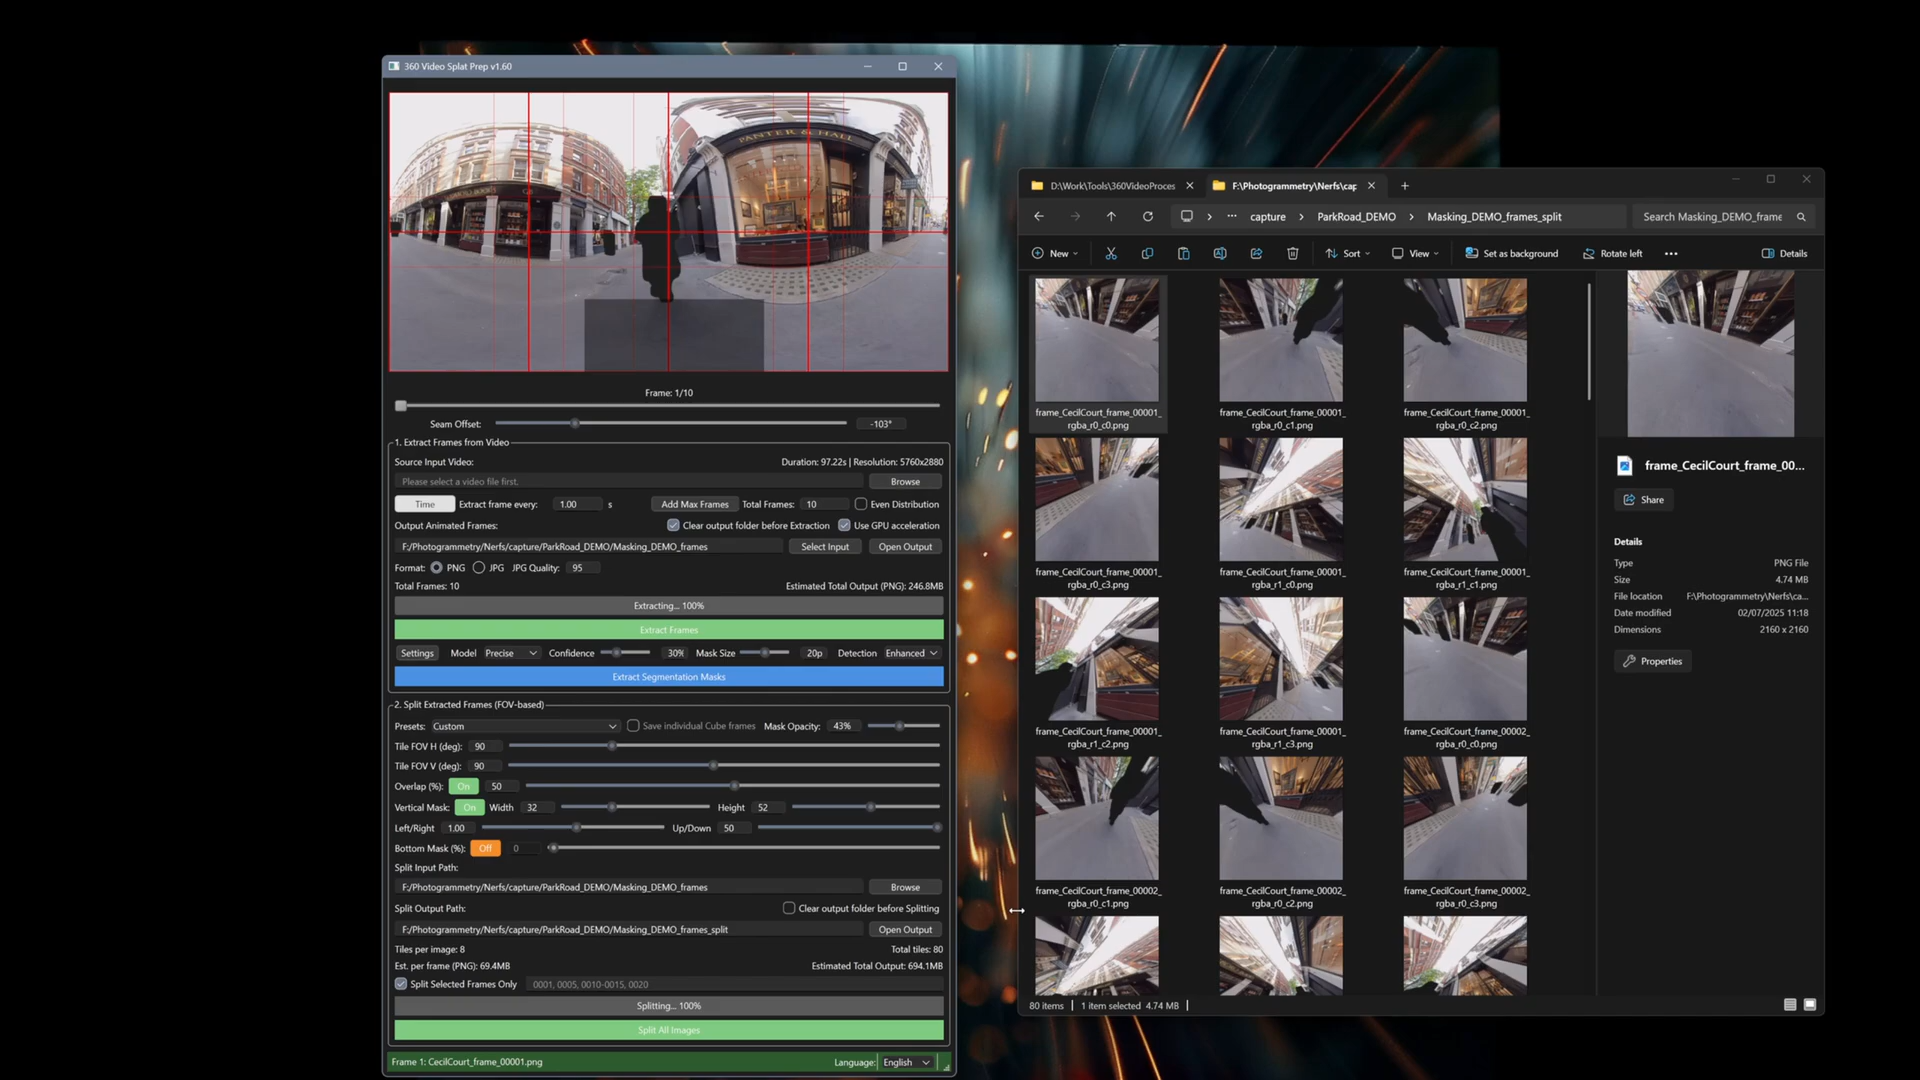 360 Video Splat Prep v1.60
PANTER & HALL
Frame: 1/10
Seam Offset: -103°
1. Extract Frames from Video
Source Input Video: Duration: 97.22s | Resolution: 5760x2880
Please select a video file first. Browse
Time Extract frame every: 1.00 s Add Max Frames Total Frames: 10 Even Distribution
Output Animated Frames: Clear output folder before Extraction Use GPU acceleration
F:/Photogrammetry/Nerfs/capture/ParkRoad_DEMO/Masking_DEMO_frames Select Input Open Output
Format: PNG JPG JPG Quality: 95
Total Frames: 10 Estimated Total Output (PNG): 246.8MB
Extracting... 100%
Extract Frames
Settings Model Precise Confidence 30% Mask Size 20p Detection Enhanced
Extract Segmentation Masks
2. Split Extracted Frames (FOV-based)
Presets: Custom Save individual Cube frames Mask Opacity: 43%
Tile FOV H (deg): 90
Tile FOV V (deg): 90
Overlap (%): On 50
Vertical Mask: On Width 32 Height 52
Left/Right 1.00 Up/Down 50
Bottom Mask (%): Off 0
Split Input Path:
F:/Photogrammetry/Nerfs/capture/ParkRoad_DEMO/Masking_DEMO_frames Browse
Split Output Path: Clear output folder before Splitting
F:/Photogrammetry/Nerfs/capture/ParkRoad_DEMO/Masking_DEMO_frames_split Open Output
Tiles per image: 8 Total tiles: 80
Est. per frame (PNG): 69.4MB Estimated Total Output: 694.1MB
Split Selected Frames Only 0001, 0005, 0010-0015, 0020
Splitting... 100%
Split All Images
Frame 1: CecilCourt_frame_00001.png Language: English
D:\Work\Tools\360VideoProces F:\Photogrammetry\Nerfs\cap
capture ParkRoad_DEMO Masking_DEMO_frames_split Search Masking_DEMO_frame
New Sort View Set as background Rotate left Details
frame_CecilCourt_frame_00001_ frame_CecilCourt_frame_00001_ frame_CecilCourt_frame_00001_
rgba_r0_c0.png rgba_r0_c1.png rgba_r0_c2.png
frame_CecilCourt_frame_00001_ frame_CecilCourt_frame_00001_ frame_CecilCourt_frame_00001_
rgba_r0_c3.png rgba_r1_c0.png rgba_r1_c1.png
frame_CecilCourt_frame_00001_ frame_CecilCourt_frame_00001_ frame_CecilCourt_frame_00002_
rgba_r1_c2.png rgba_r1_c3.png rgba_r0_c0.png
frame_CecilCourt_frame_00002_ frame_CecilCourt_frame_00002_ frame_CecilCourt_frame_00002_
rgba_r0_c1.png rgba_r0_c2.png rgba_r0_c3.png
80 items 1 item selected 4.74 MB
frame_CecilCourt_frame_00...
Share
Details
Type PNG File
Size 4.74 MB
File location F:\Photogrammetry\Nerfs\ca...
Date modified 02/07/2025 11:18
Dimensions 2160 x 2160
Properties